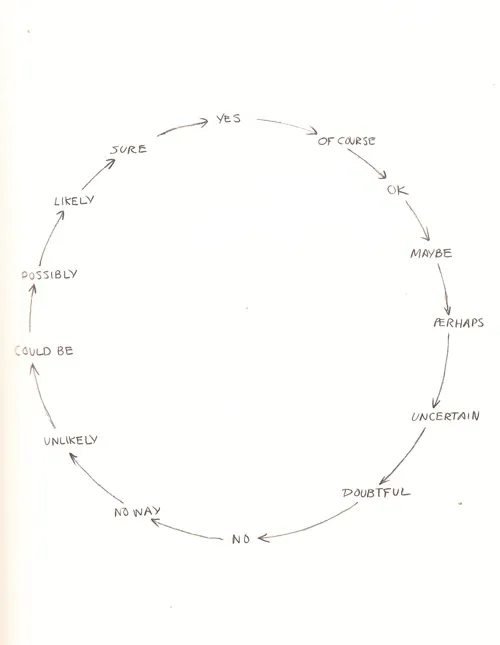 YES
OF COURSE
OK
MAYBE
PERHAPS
UNCERTAIN
DOUBTFUL
NO
NO WAY
UNLIKELY
COULD BE
POSSIBLY
LIKELY
SURE